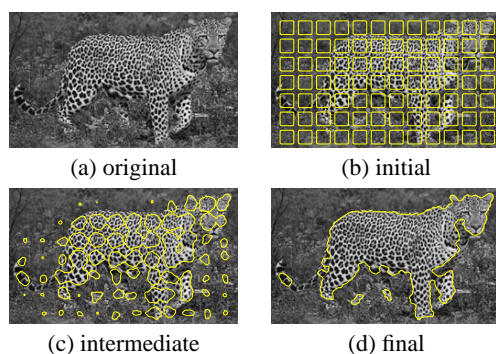 (a) original
(b) initial
(c) intermediate
(d) final